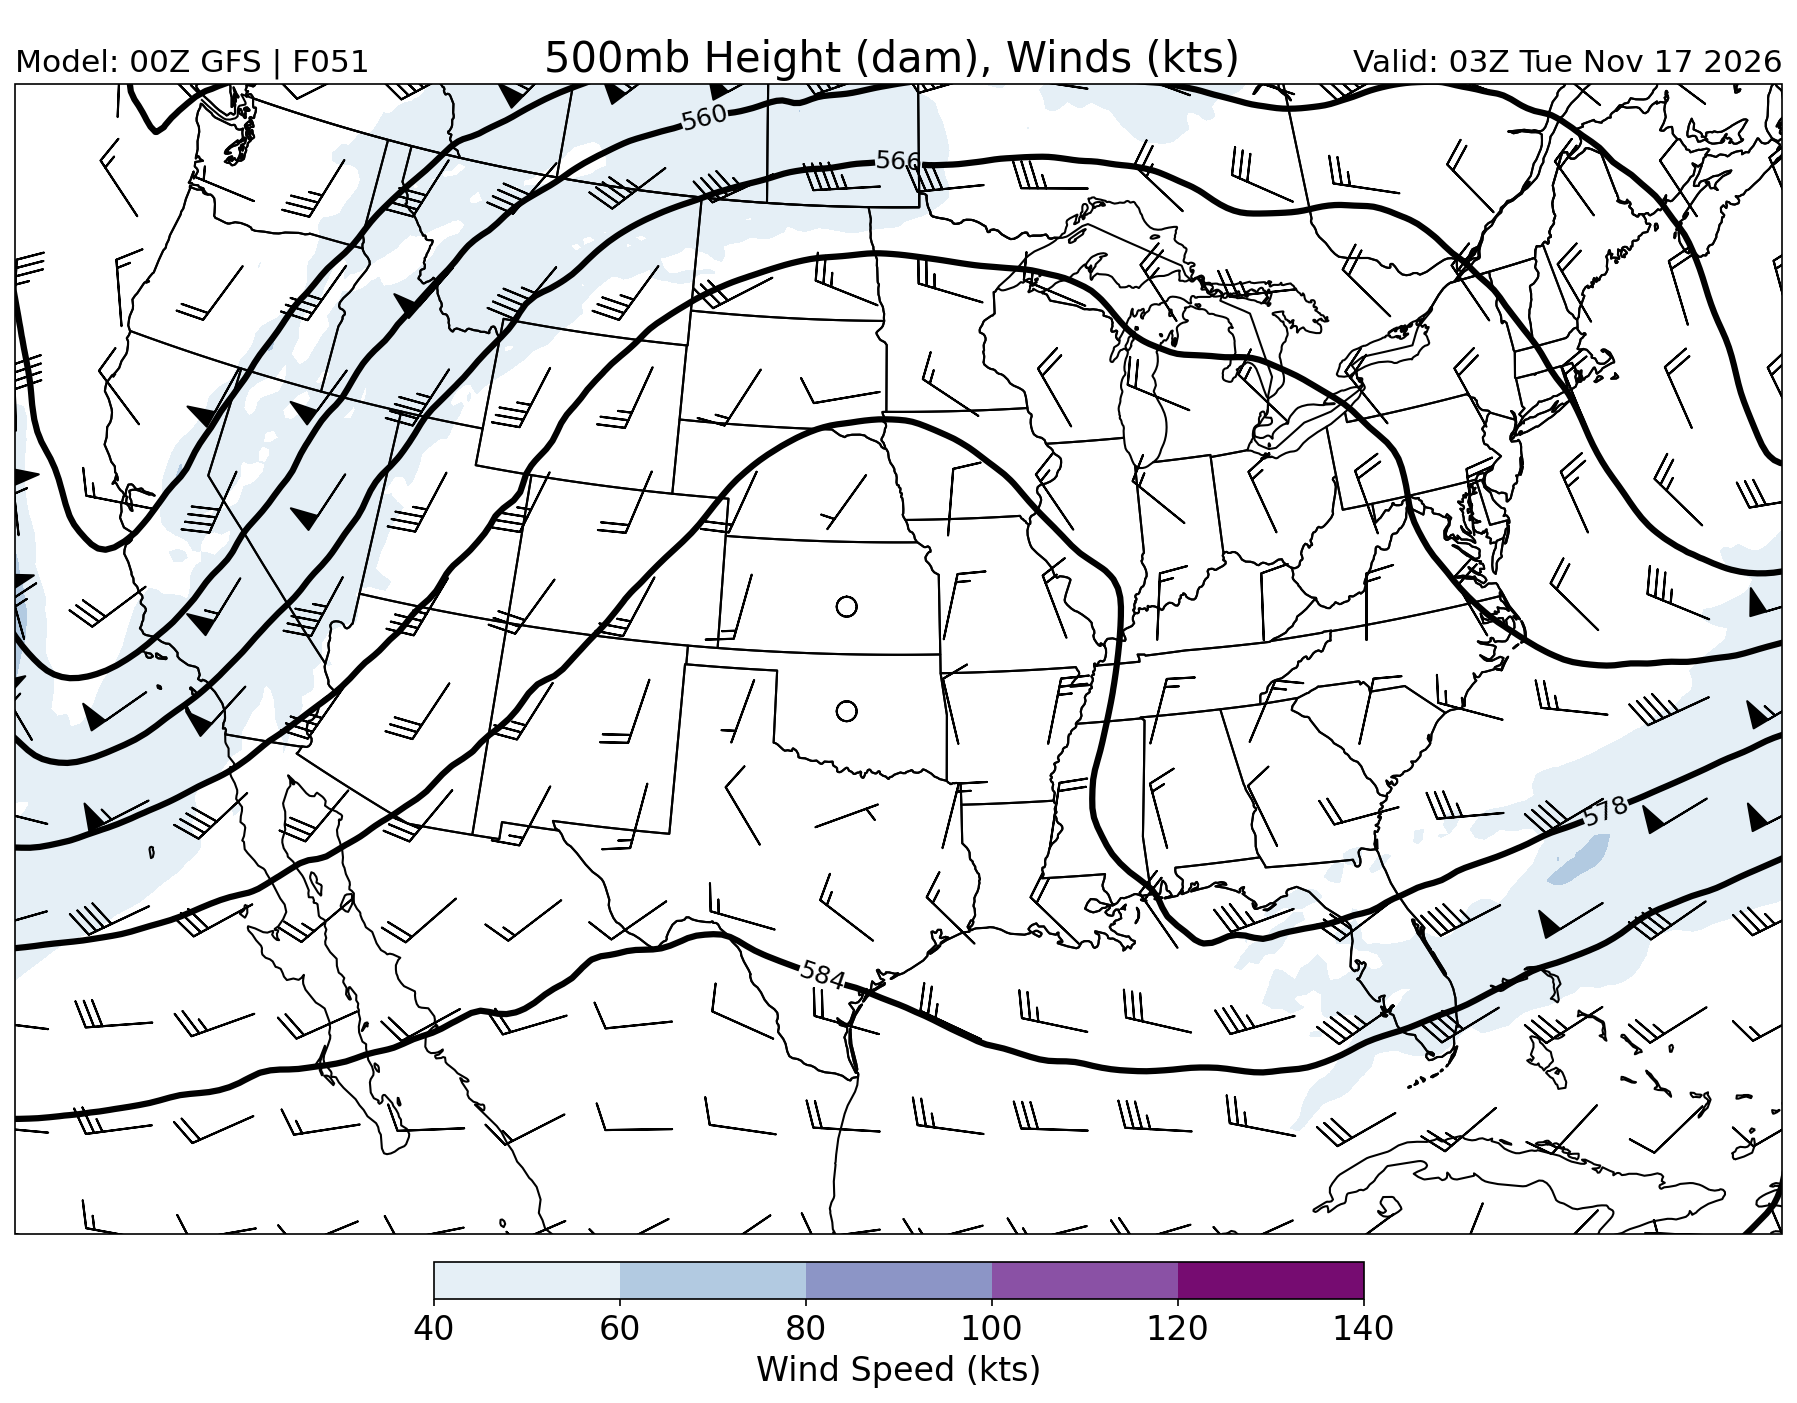 Model: 00Z GFS | F051
500mb Height (dam), Winds (kts)
Valid: 03Z Tue Nov 17 2026
560
566
578
584
40 60 80 100 120 140
Wind Speed (kts)